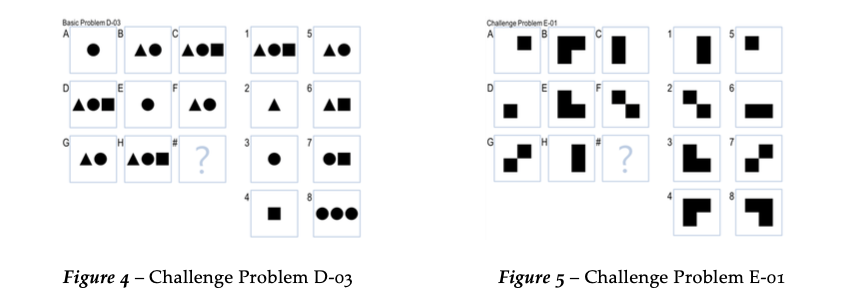 Basic Problem D-03
A B C 1 5
D E F 2 6
G H # ? 3 7
4 8
Challenge Problem E-01
A B C 1 5
D E F 2 6
G H # ? 3 7
4 8
Figure 4 – Challenge Problem D-03
Figure 5 – Challenge Problem E-01